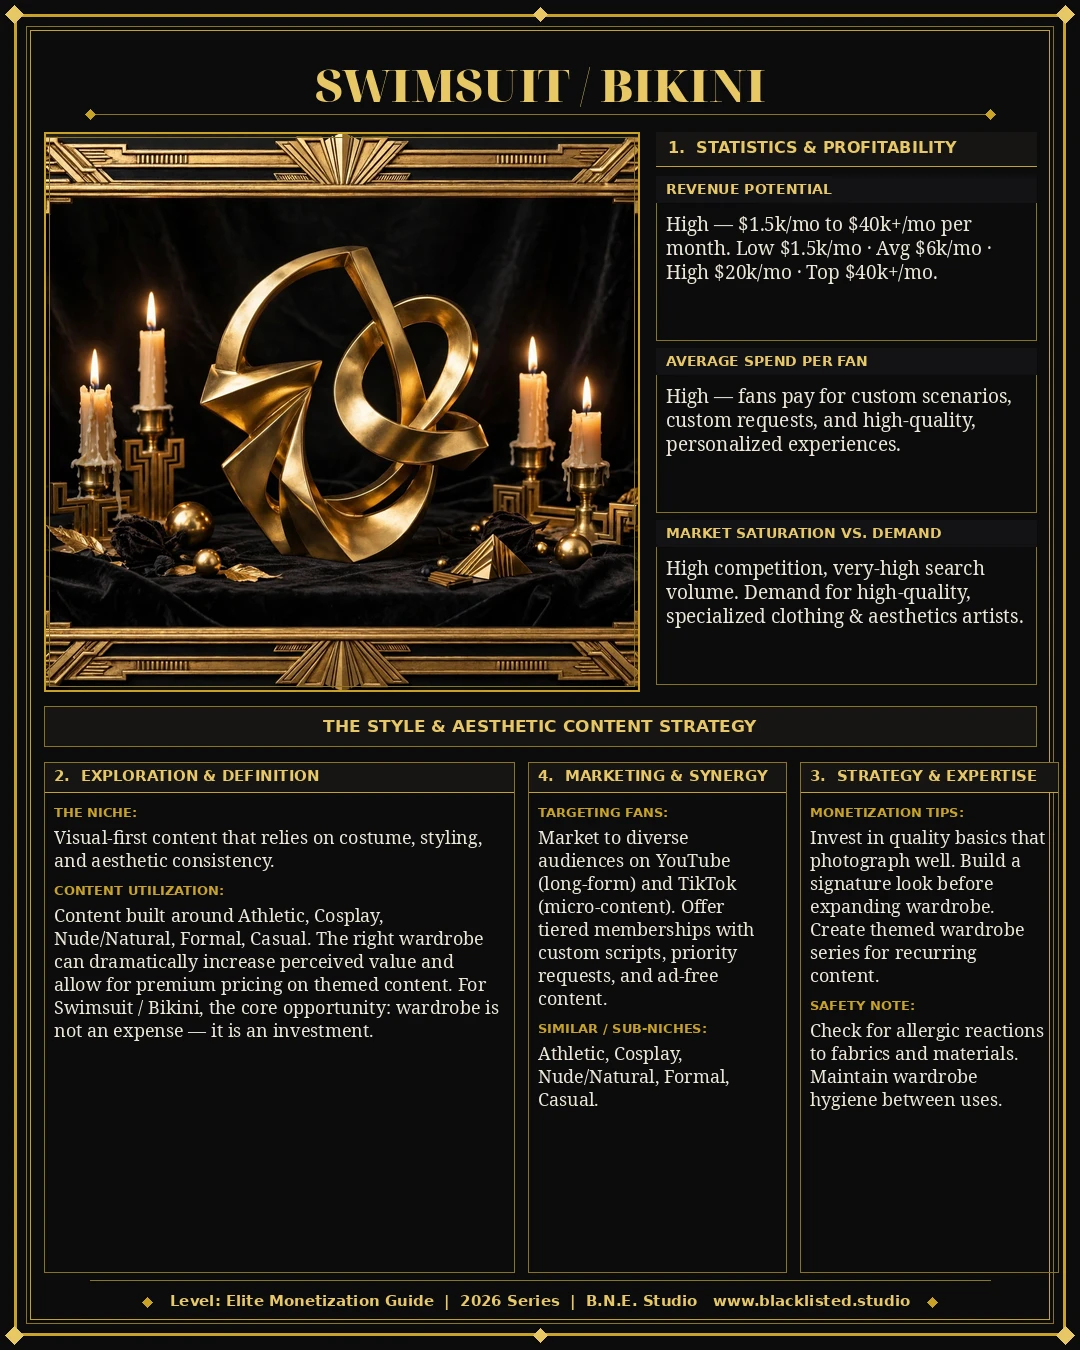 SWIMSUIT / BIKINI
1. STATISTICS & PROFITABILITY
REVENUE POTENTIAL
High — $1.5k/mo to $40k+/mo per
month. Low $1.5k/mo · Avg $6k/mo ·
High $20k/mo · Top $40k+/mo.
AVERAGE SPEND PER FAN
High — fans pay for custom scenarios,
custom requests, and high-quality,
personalized experiences.
MARKET SATURATION VS. DEMAND
High competition, very-high search
volume. Demand for high-quality,
specialized clothing & aesthetics artists.
THE STYLE & AESTHETIC CONTENT STRATEGY
2. EXPLORATION & DEFINITION
THE NICHE:
Visual-first content that relies on costume, styling,
and aesthetic consistency.
CONTENT UTILIZATION:
Content built around Athletic, Cosplay,
Nude/Natural, Formal, Casual. The right wardrobe
can dramatically increase perceived value and
allow for premium pricing on themed content. For
Swimsuit / Bikini, the core opportunity: wardrobe is
not an expense — it is an investment.
4. MARKETING & SYNERGY
TARGETING FANS:
Market to diverse
audiences on YouTube
(long-form) and TikTok
(micro-content). Offer
tiered memberships with
custom scripts, priority
requests, and ad-free
content.
SIMILAR / SUB-NICHES:
Athletic, Cosplay,
Nude/Natural, Formal,
Casual.
3. STRATEGY & EXPERTISE
MONETIZATION TIPS:
Invest in quality basics that
photograph well. Build a
signature look before
expanding wardrobe.
Create themed wardrobe
series for recurring
content.
SAFETY NOTE:
Check for allergic reactions
to fabrics and materials.
Maintain wardrobe
hygiene between uses.
Level: Elite Monetization Guide | 2026 Series | B.N.E. Studio www.blacklisted.studio